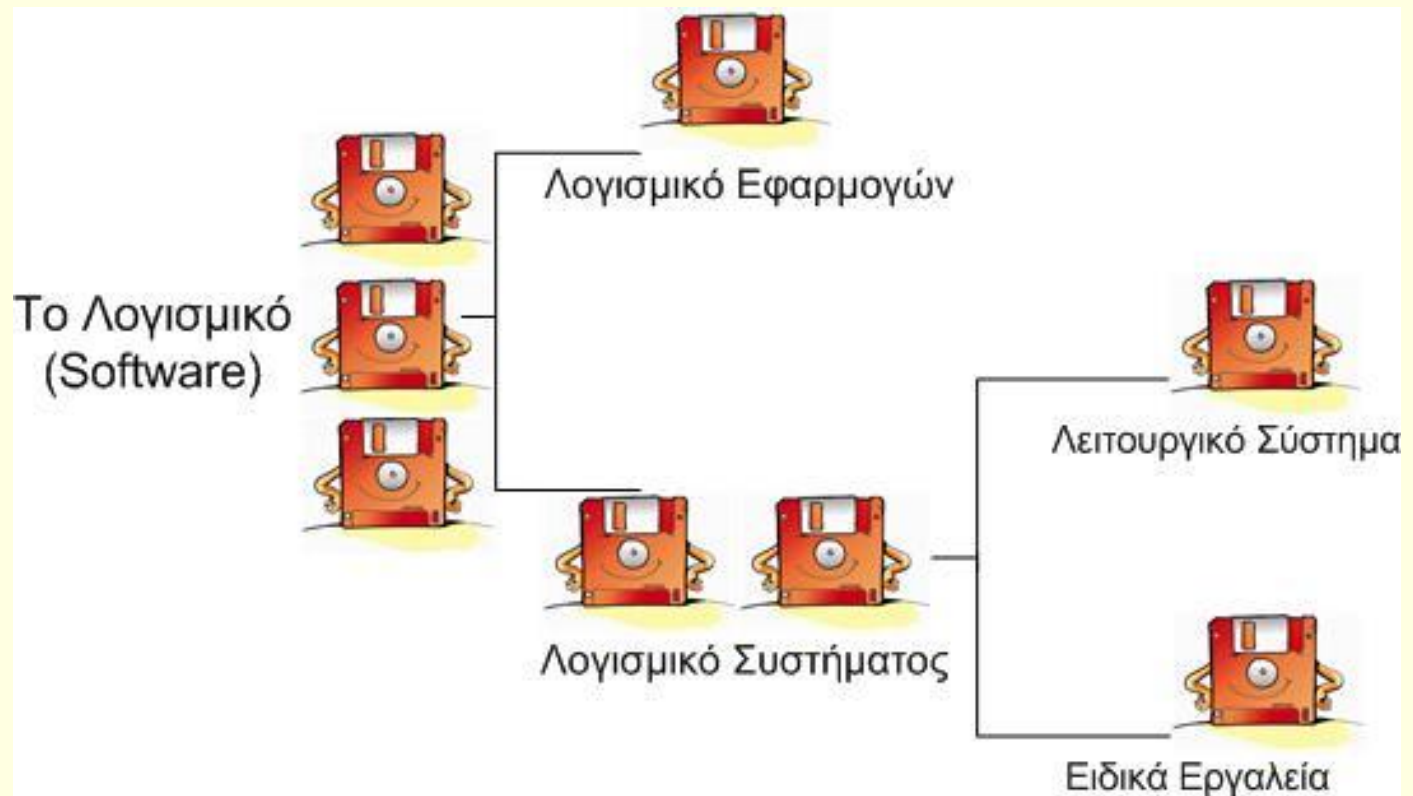 Λογισμικό Εφαρμογών
Το Λογισμικό
(Software)
Λειτουργικό Σύστημα
Λογισμικό Συστήματος
Ειδικά Εργαλεία